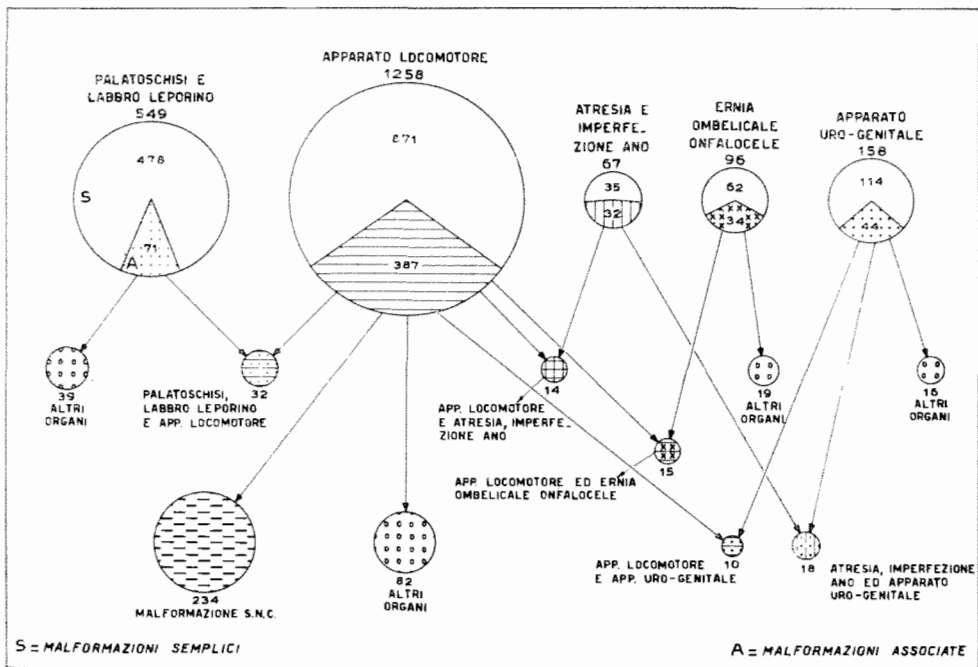 PALATOSCHISI E
LABBRO LEPORINO
549
478
S
71
A
APPARATO LOCOMOTORE
1258
871
387
ATRESIA E
IMPERFE_
ZIONE ANO
67
35
32
ERNIA
OMBELICALE
ONFALOCELE
96
62
34
APPARATO
URO-GENITALE
158
114
44
39
ALTRI
ORGANI
32
PALATOSCHISI,
LABBRO LEPORINO
E APP. LOCOMOTORE
14
APP. LOCOMOTORE
E ATRESIA, IMPERFE_
ZIONE ANO
19
ALTRI
ORGANI
16
ALTRI
ORGANI
15
APP. LOCOMOTORE ED ERNIA
OMBELICALE ONFALOCELE
234
MALFORMAZIONE S.N.C.
82
ALTRI
ORGANI
10
APP. LOCOMOTORE
E APP. URO-GENITALE
18
ATRESIA, IMPERFEZIONE
ANO ED APPARATO
URO-GENITALE
S = MALFORMAZIONI SEMPLICI
A = MALFORMAZIONI ASSOCIATE